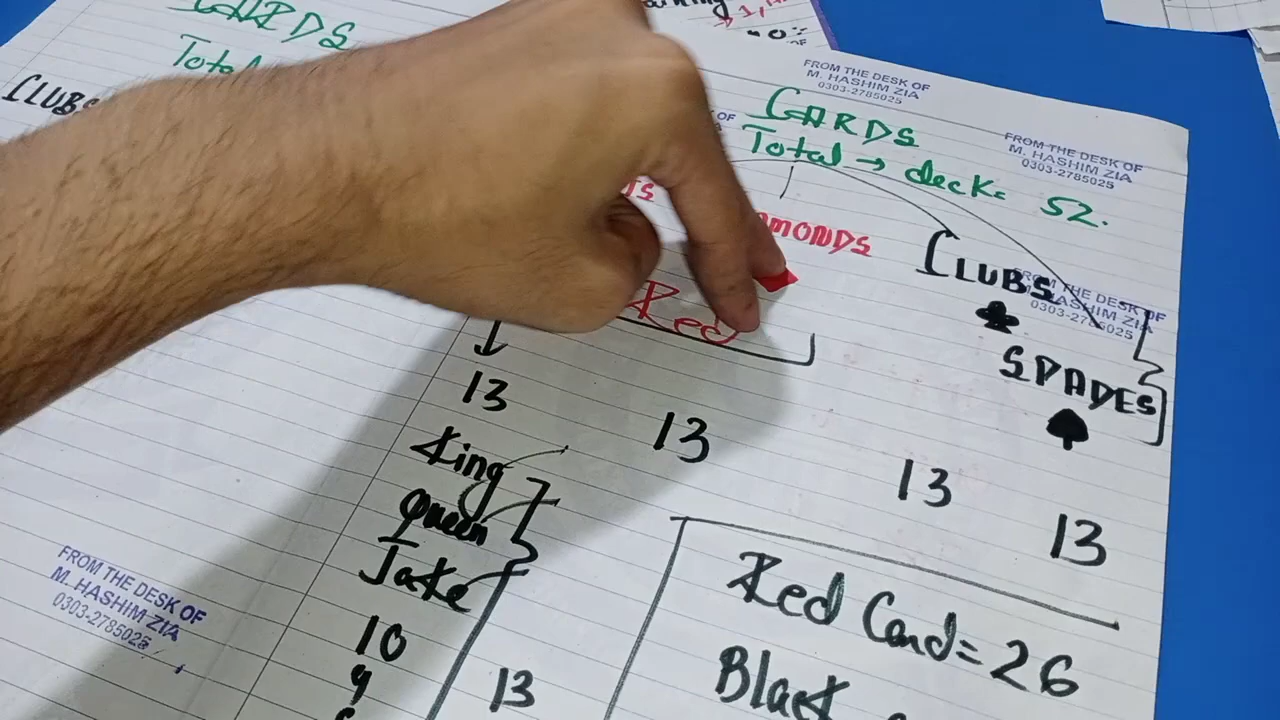 CARDS
Total
CLUBS
FROM THE DESK OF
M. HASHIM ZIA
0303-2785025
CARDS
Total → deck= 52.
FROM THE DESK OF
M. HASHIM ZIA
0303-2785025
CLUBS
FROM THE DESK OF
M. HASHIM ZIA
0303-2785025
SPADES
Red
13
13
13
13
King
Queen
Jake
10
9
13
Red Card = 26
Black
FROM THE DESK OF
M. HASHIM ZIA
0303-2785025